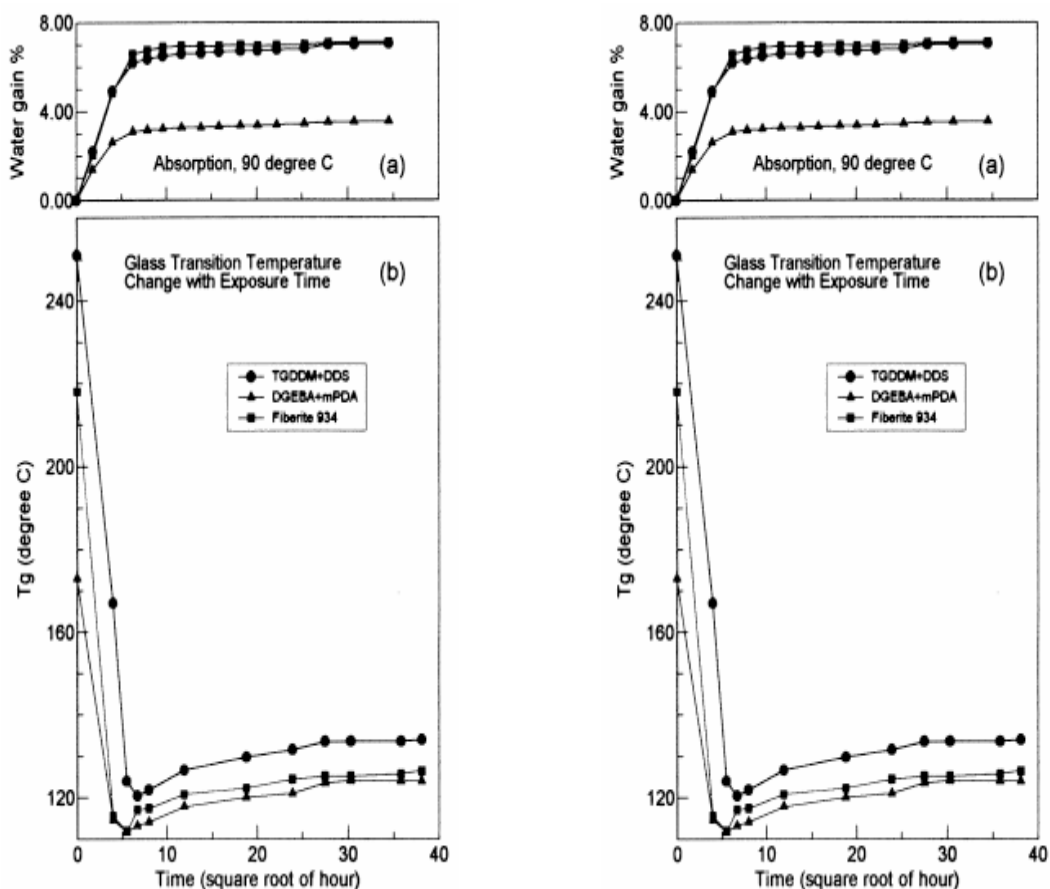 8.00
4.00
0.00
Water gain %
Absorption, 90 degree C
(a)
Glass Transition Temperature
Change with Exposure Time
(b)
TGDDM+DDS
DGEBA+mPDA
Fiberite 934
240
200
160
120
Tg (degree C)
0 10 20 30 40
Time (square root of hour)
8.00
4.00
0.00
Water gain %
Absorption, 90 degree C
(a)
Glass Transition Temperature
Change with Exposure Time
(b)
TGDDM+DDS
DGEBA+mPDA
Fiberite 934
240
200
160
120
Tg (degree C)
0 10 20 30 40
Time (square root of hour)